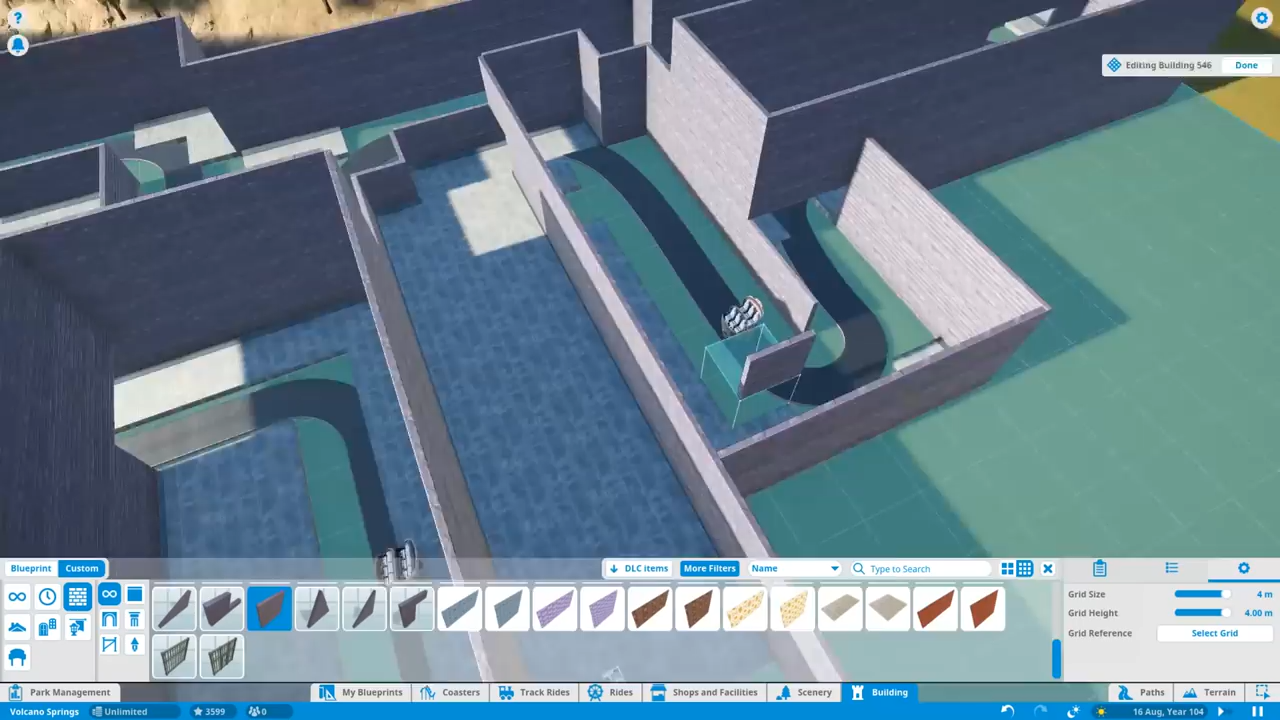 ?
Editing Building 546 Done
Blueprint Custom
DLC items More Filters Name Type to Search
Grid Size 4 m
Grid Height 4.00 m
Grid Reference Select Grid
Park Management My Blueprints Coasters Track Rides Rides Shops and Facilities Scenery Building Paths Terrain
Volcano Springs Unlimited 3599 0 16 Aug, Year 104